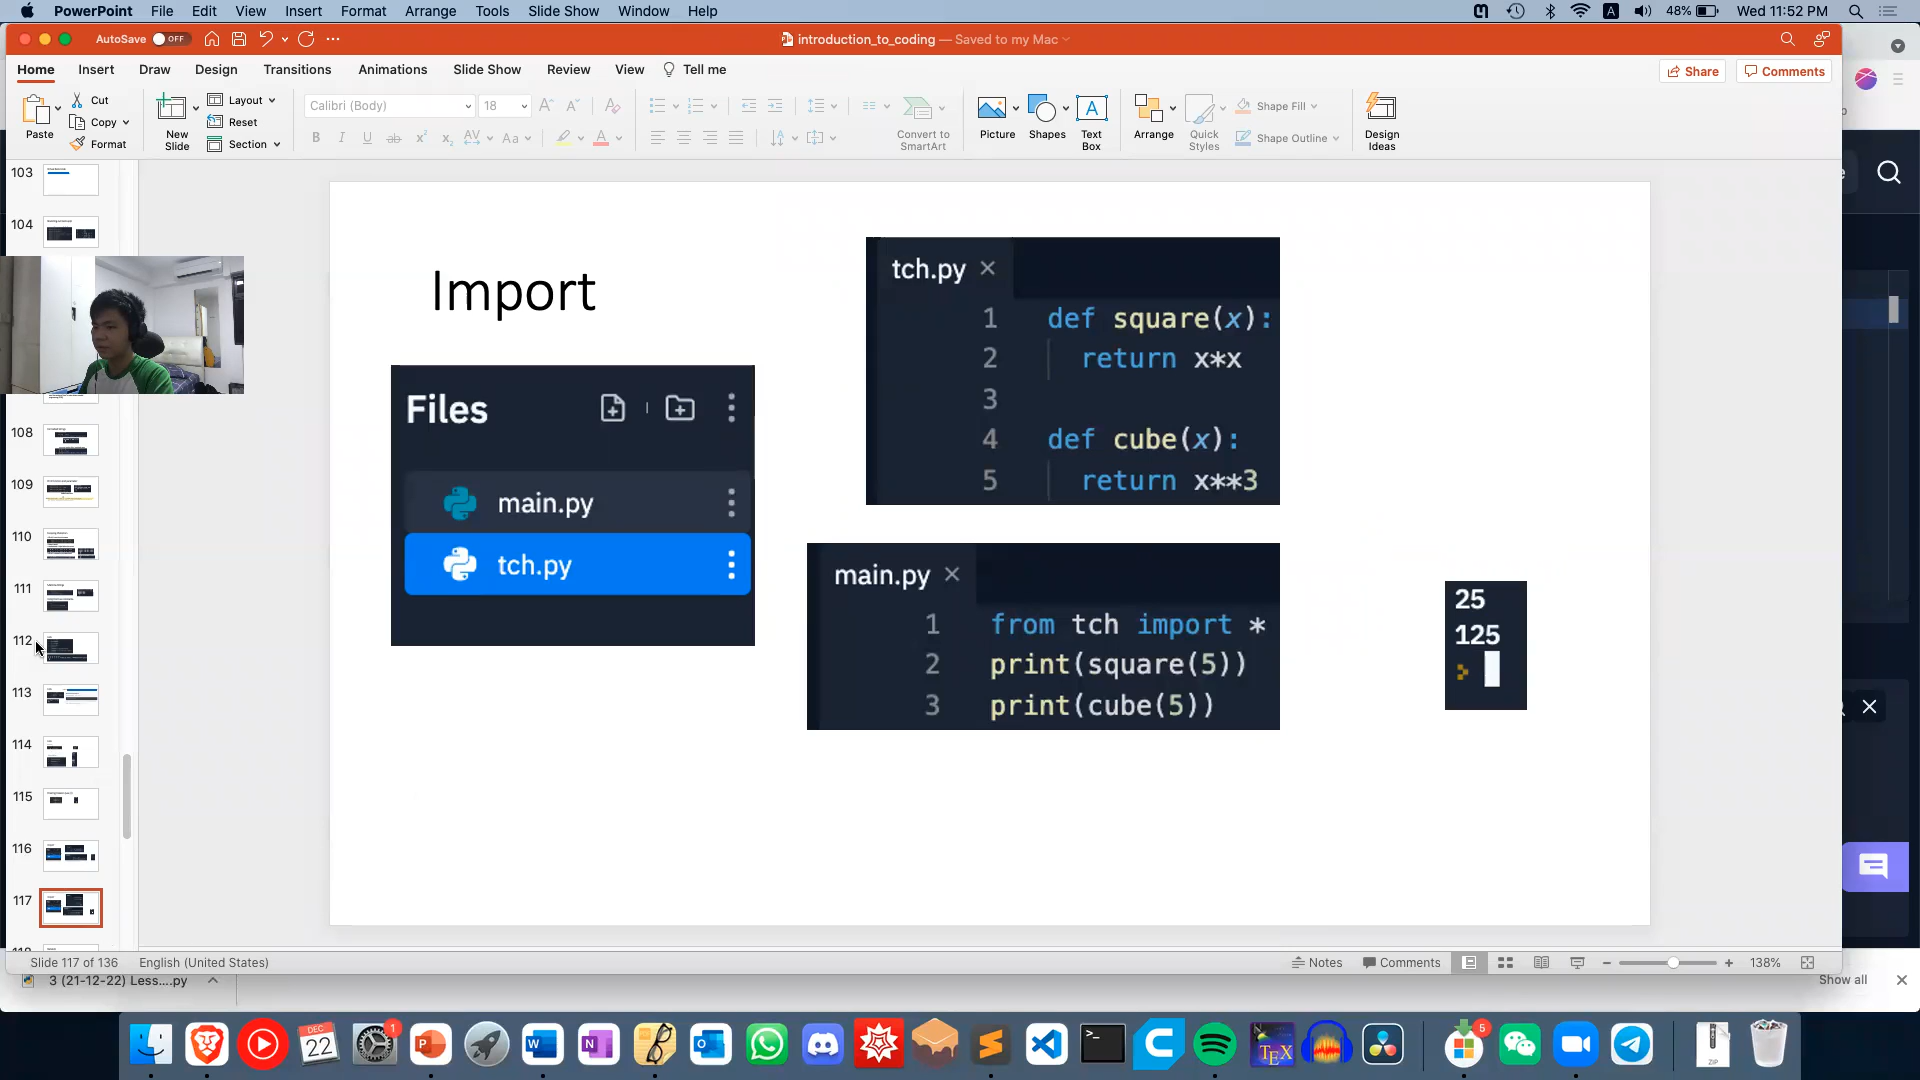 PowerPoint File Edit View Insert Format Arrange Tools Slide Show Window Help
A 48% Wed 11:52 PM
AutoSave OFF
introduction_to_coding — Saved to my Mac
Home Insert Draw Design Transitions Animations Slide Show Review View Tell me
Share Comments
Paste
Cut
Copy
Format
New Slide
Layout
Reset
Section
Calibri (Body) 18
Convert to SmartArt
Picture
Shapes
Text Box
Arrange
Quick Styles
Shape Fill
Shape Outline
Design Ideas
103
104
108
109
110
111
112
113
114
115
116
117
Import
Files
main.py
tch.py
tch.py
1 def square(x):
2 return x*x
3
4 def cube(x):
5 return x**3
main.py
1 from tch import *
2 print(square(5))
3 print(cube(5))
25
125
Slide 117 of 136 English (United States)
Notes Comments 138%
3 (21-12-22) Less....py
Show all
DEC
22
1
5
TEX
ZIP